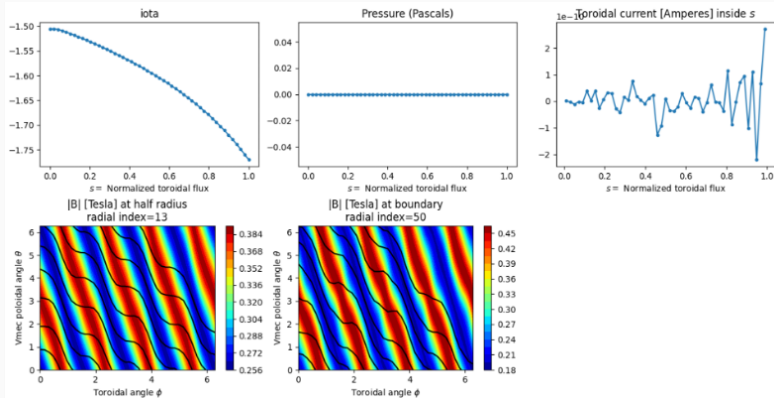 iota
−1.50
−1.55
−1.60
−1.65
−1.70
−1.75
0.0 0.2 0.4 0.6 0.8 1.0
s = Normalized toroidal flux
Pressure (Pascals)
0.04
0.02
0.00
−0.02
−0.04
0.0 0.2 0.4 0.6 0.8 1.0
s = Normalized toroidal flux
Toroidal current [Amperes] inside s
2
1
0
−1
−2
0.0 0.2 0.4 0.6 0.8 1.0
s = Normalized toroidal flux
|B| [Tesla] at half radius
radial index=13
Vmec poloidal angle θ
6
5
4
3
2
1
0
0 2 4 6
Toroidal angle ϕ
0.384
0.368
0.352
0.336
0.320
0.304
0.288
0.272
0.256
|B| [Tesla] at boundary
radial index=50
6
5
4
3
2
1
0
0 2 4 6
Toroidal angle ϕ
0.45
0.42
0.39
0.36
0.33
0.30
0.27
0.24
0.21
0.18